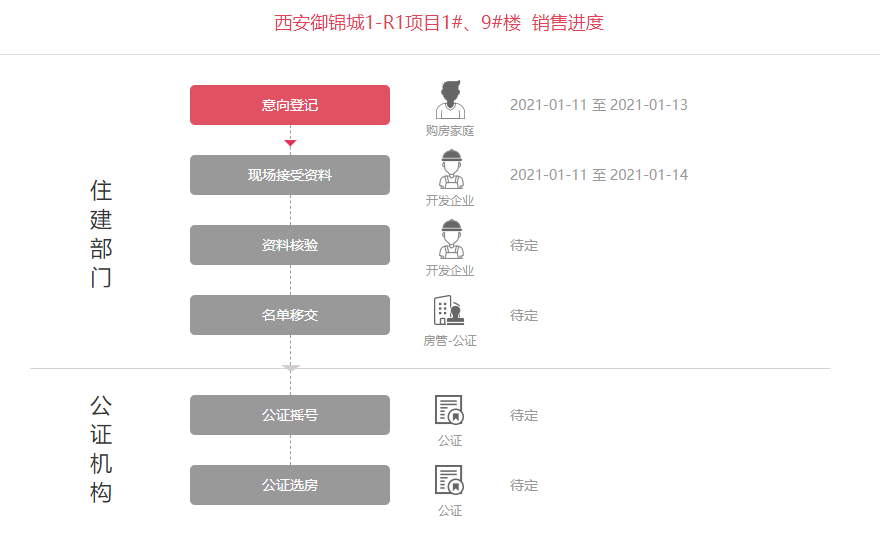 西安御锦城1-R1项目1#、9#楼 销售进度
住建部门
意向登记
购房家庭
2021-01-11 至 2021-01-13
现场接受资料
开发企业
2021-01-11 至 2021-01-14
资料核验
开发企业
待定
名单移交
房管-公证
待定
公证机构
公证摇号
公证
待定
公证选房
公证
待定